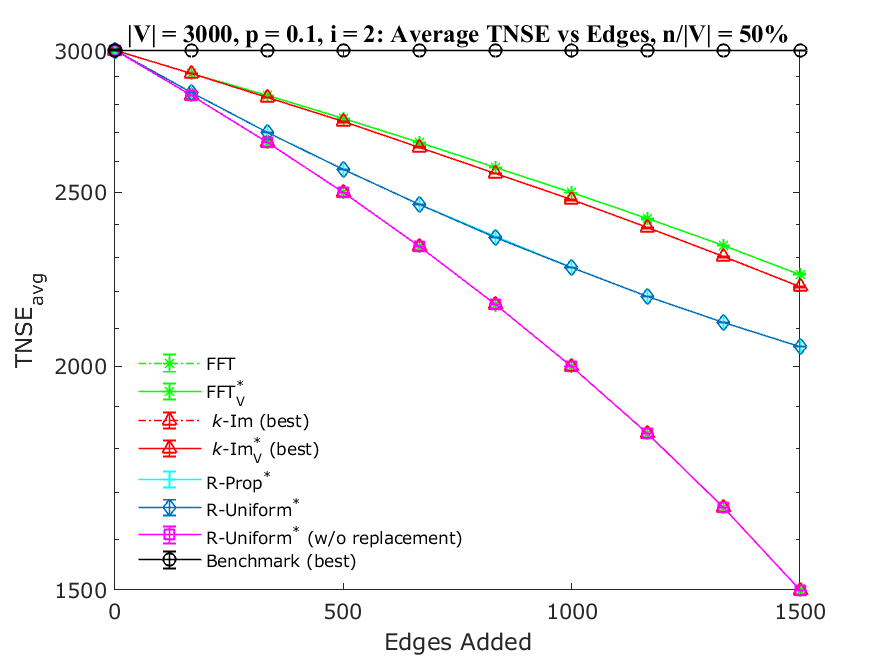 |V| = 3000, p = 0.1, i = 2: Average TNSE vs Edges, n/|V| = 50%
3000
2500
2000
1500
TNSE_avg
FFT
FFT*_V
k-Im (best)
k-Im*_V (best)
R-Prop*
R-Uniform*
R-Uniform* (w/o replacement)
Benchmark (best)
0 500 1000 1500
Edges Added